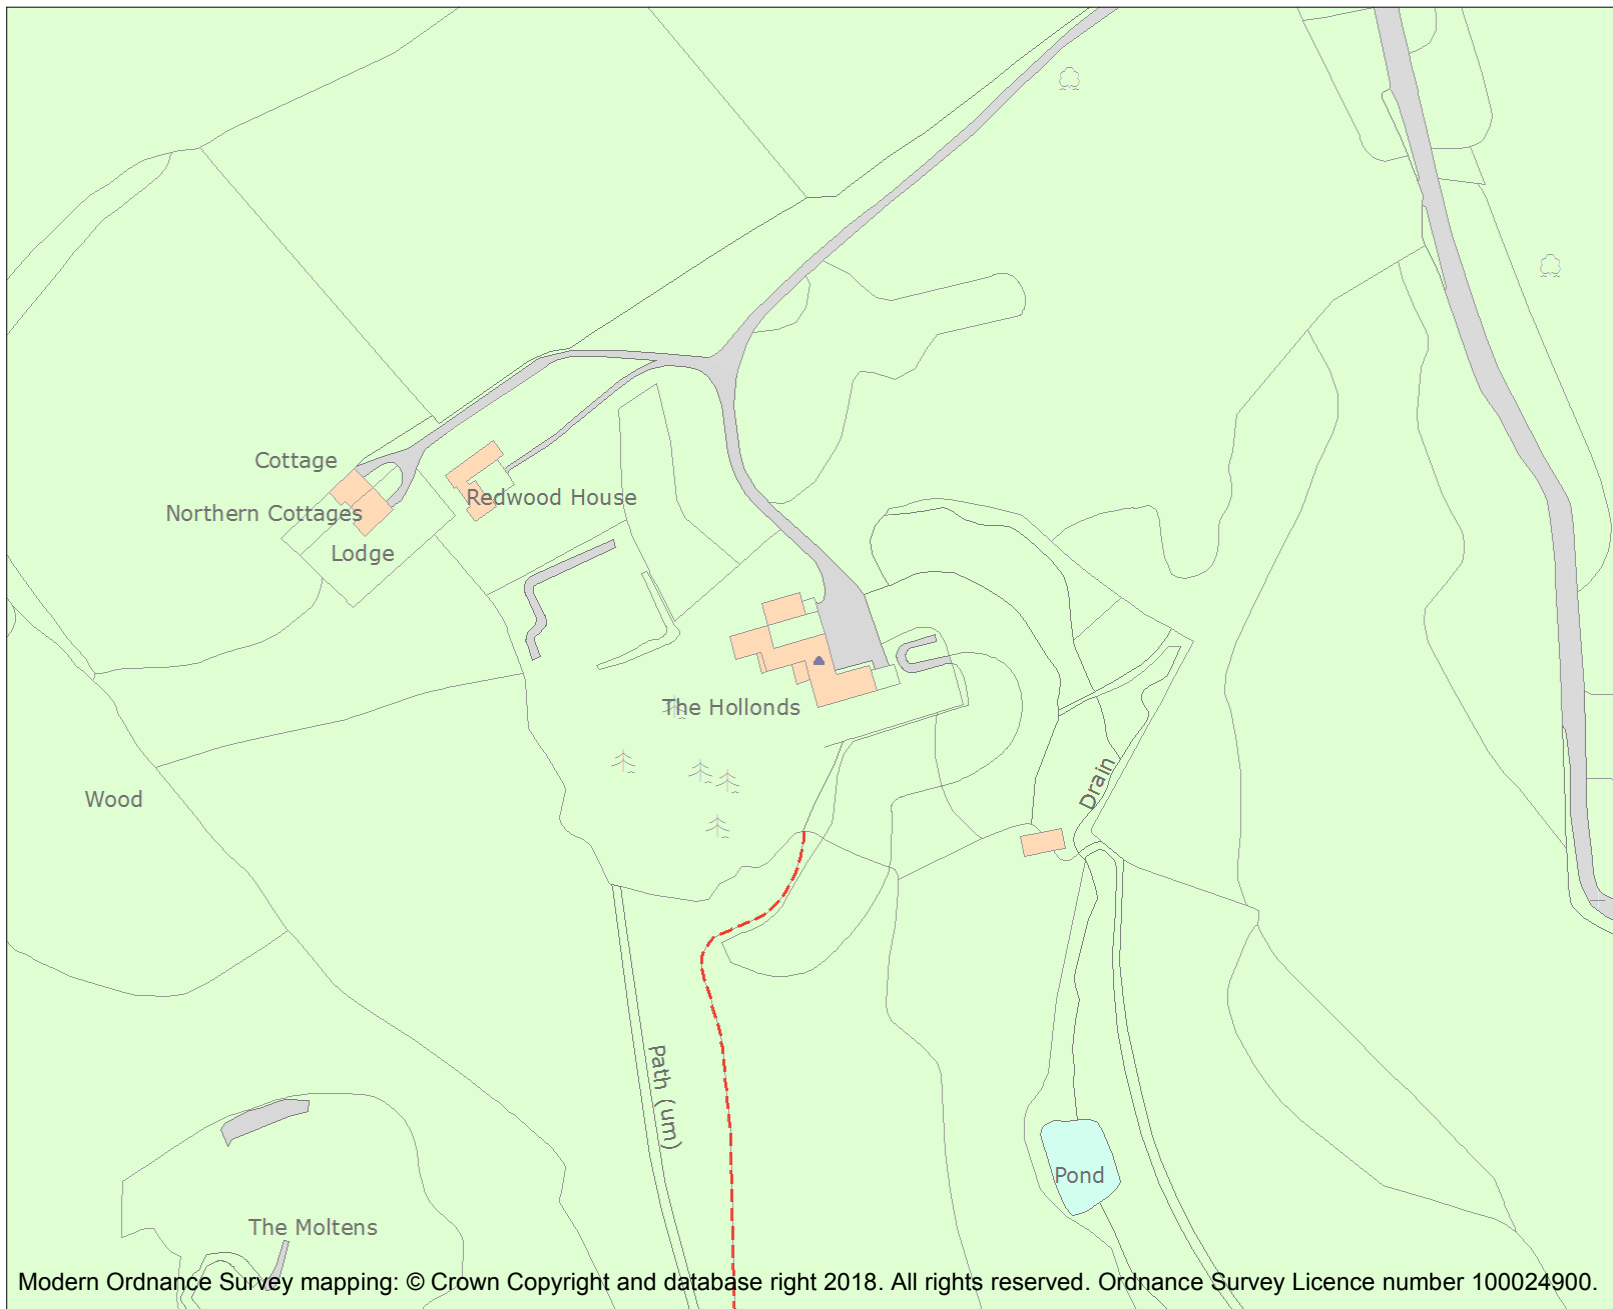 Cottage
Redwood House
Northern Cottages
Lodge
The Hollonds
Drain
Wood
Path (um)
Pond
The Moltens
Modern Ordnance Survey mapping: © Crown Copyright and database right 2018. All rights reserved. Ordnance Survey Licence number 100024900.